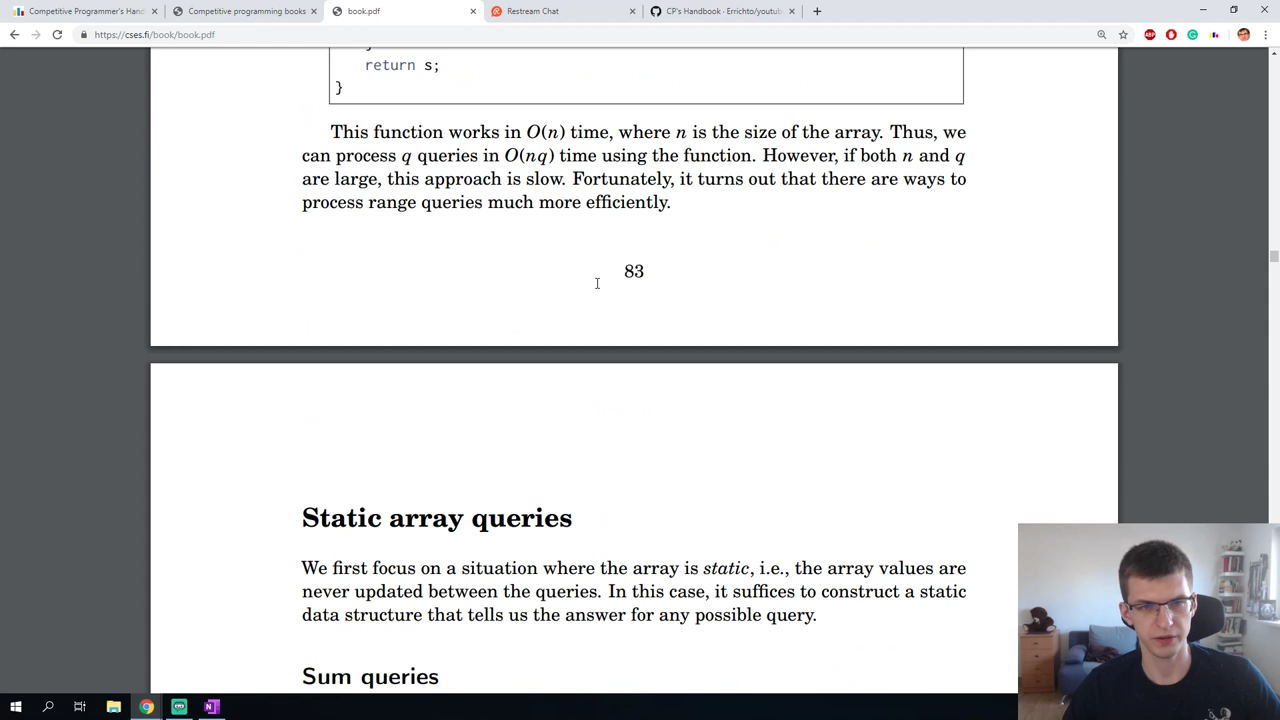 Competitive Programmer's Hand
Competitive programming books
book.pdf
Restream Chat
CP's Handbook · Errichto/youtub
https://cses.fi/book/book.pdf
return s;
}
This function works in O(n) time, where n is the size of the array. Thus, we
can process q queries in O(nq) time using the function. However, if both n and q
are large, this approach is slow. Fortunately, it turns out that there are ways to
process range queries much more efficiently.
83
Static array queries
We first focus on a situation where the array is static, i.e., the array values are
never updated between the queries. In this case, it suffices to construct a static
data structure that tells us the answer for any possible query.
Sum queries